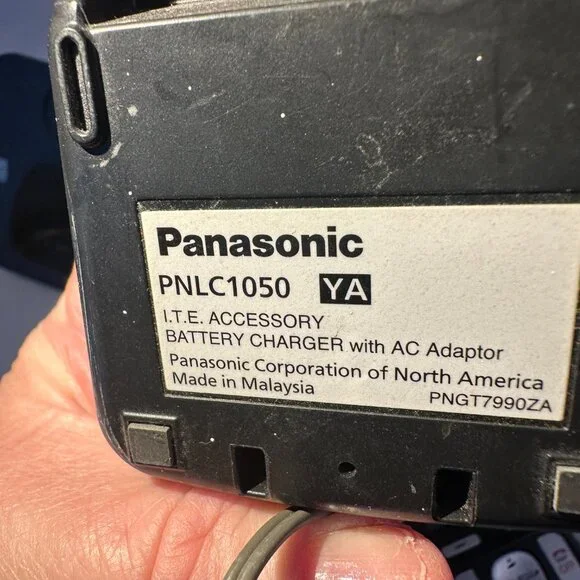 Panasonic
PNLC1050 YA
I.T.E. ACCESSORY
BATTERY CHARGER with AC Adaptor
Panasonic Corporation of North America
Made in Malaysia PNGT7990ZA